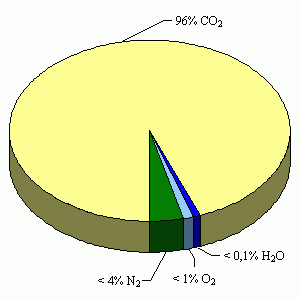 96% CO₂
< 0,1% H₂O
< 1% O₂
< 4% N₂